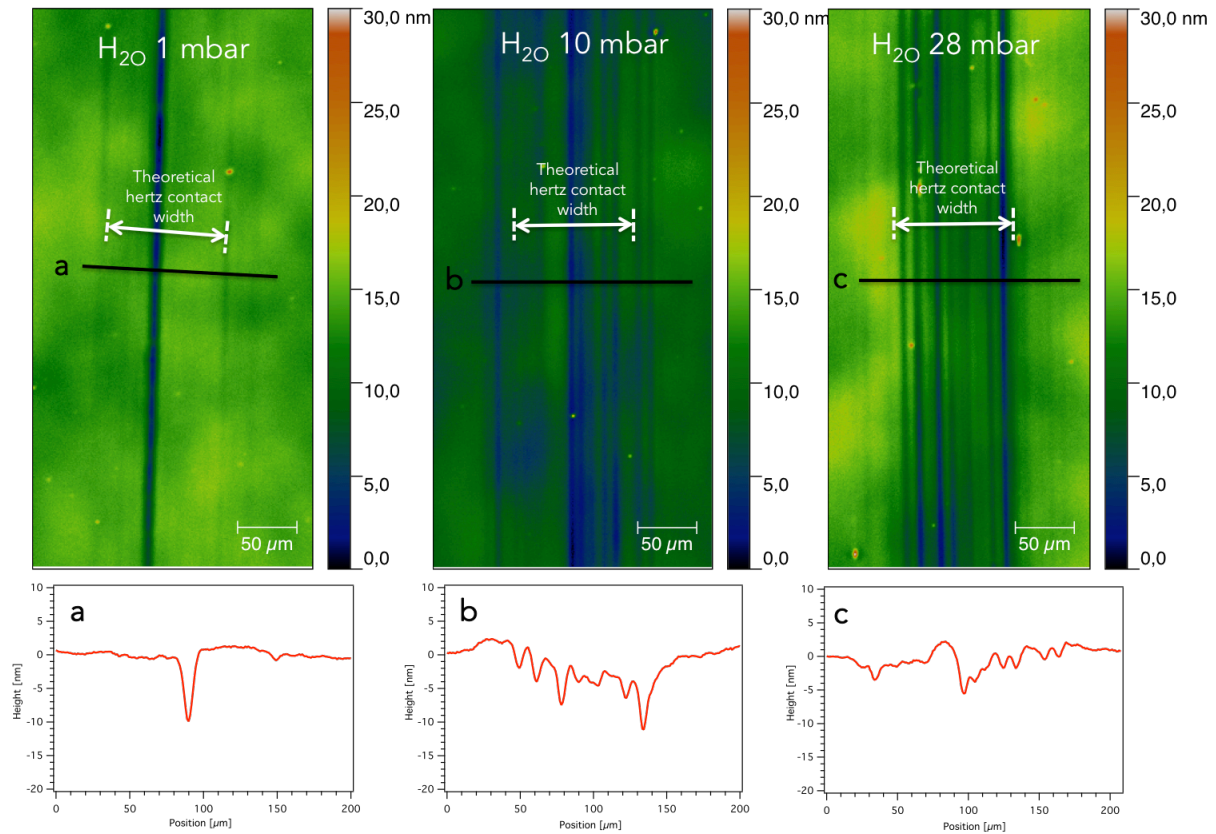 H2O 1 mbar
Theoretical
hertz contact
width
a
50 µm
30,0 nm
25,0
20,0
15,0
10,0
5,0
0,0
H2O 10 mbar
Theoretical
hertz contact
width
b
50 µm
30,0 nm
25,0
20,0
15,0
10,0
5,0
0,0
H2O 28 mbar
Theoretical
hertz contact
width
c
50 µm
30,0 nm
25,0
20,0
15,0
10,0
5,0
0,0
a
10
5
0
-5
-10
-15
-20
Height [nm]
0 50 100 150 200
Position [µm]
b
10
5
0
-5
-10
-15
-20
Height [nm]
0 50 100 150 200
Position [µm]
c
10
5
0
-5
-10
-15
-20
Height [nm]
0 50 100 150 200
Position [µm]